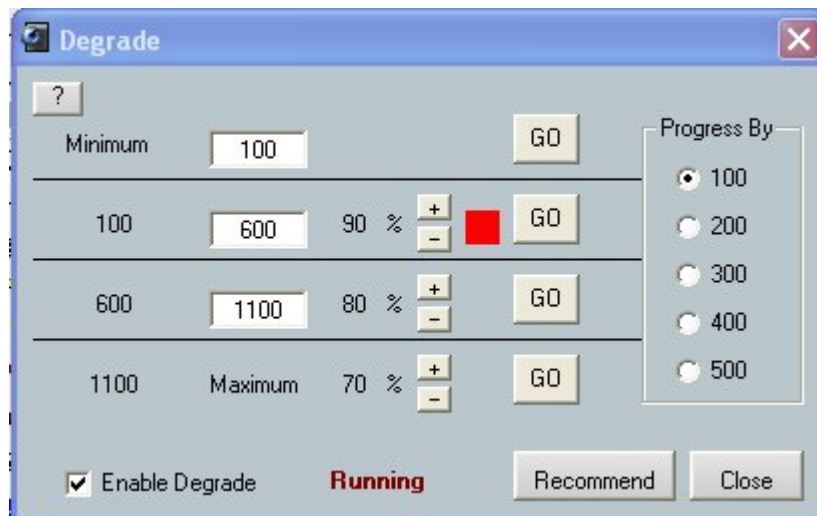 Degrade
?
Minimum 100 GO
100 600 90 % + - GO
600 1100 80 % + - GO
1100 Maximum 70 % + - GO
Progress By
100
200
300
400
500
Enable Degrade Running Recommend Close